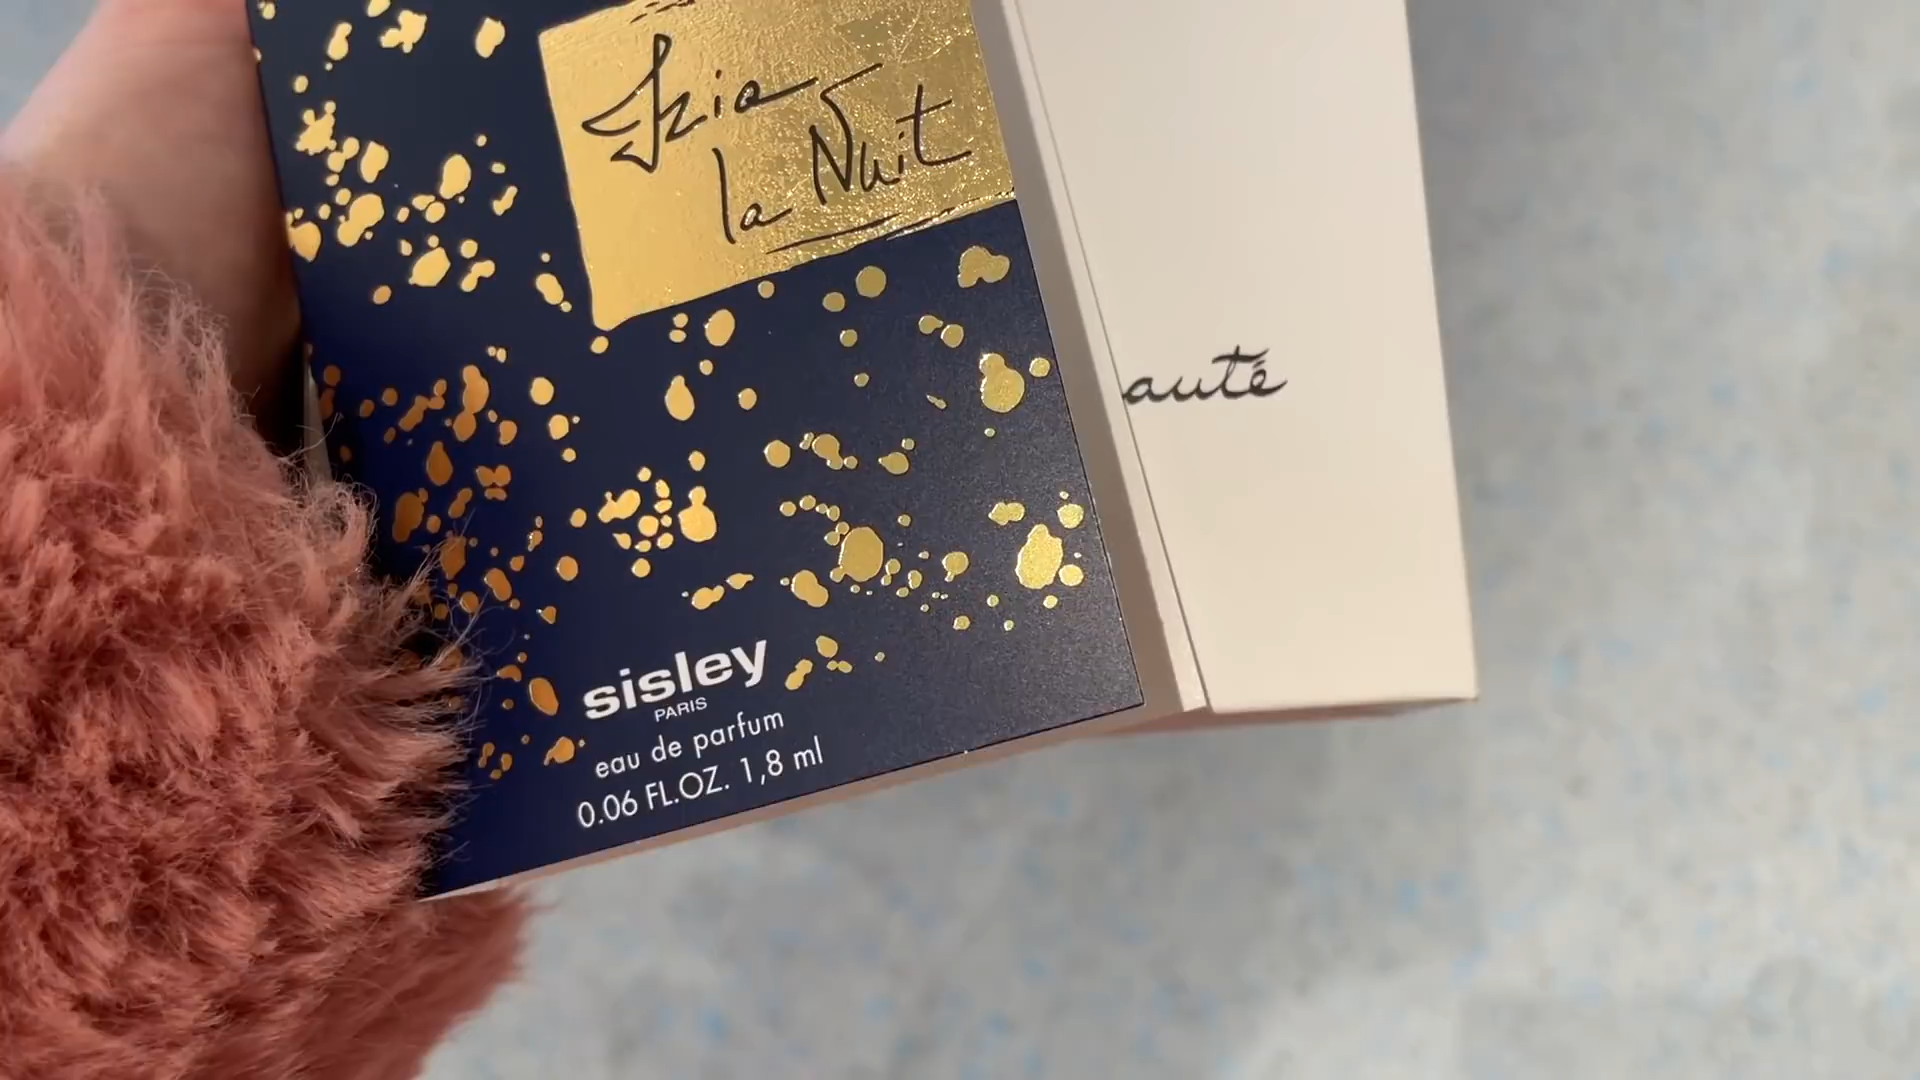 Izia
la Nuit
auté
sisley
PARIS
eau de parfum
0.06 FL.OZ. 1,8 ml